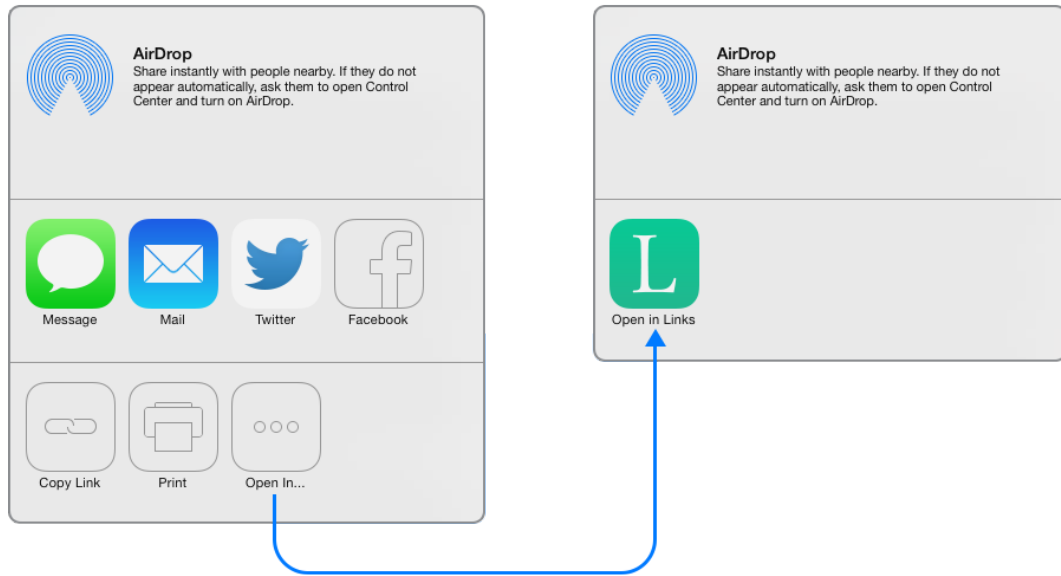 AirDrop
Share instantly with people nearby. If they do not
appear automatically, ask them to open Control
Center and turn on AirDrop.
Message
Mail
Twitter
Facebook
Copy Link
Print
Open In...
AirDrop
Share instantly with people nearby. If they do not
appear automatically, ask them to open Control
Center and turn on AirDrop.
L
Open in Links